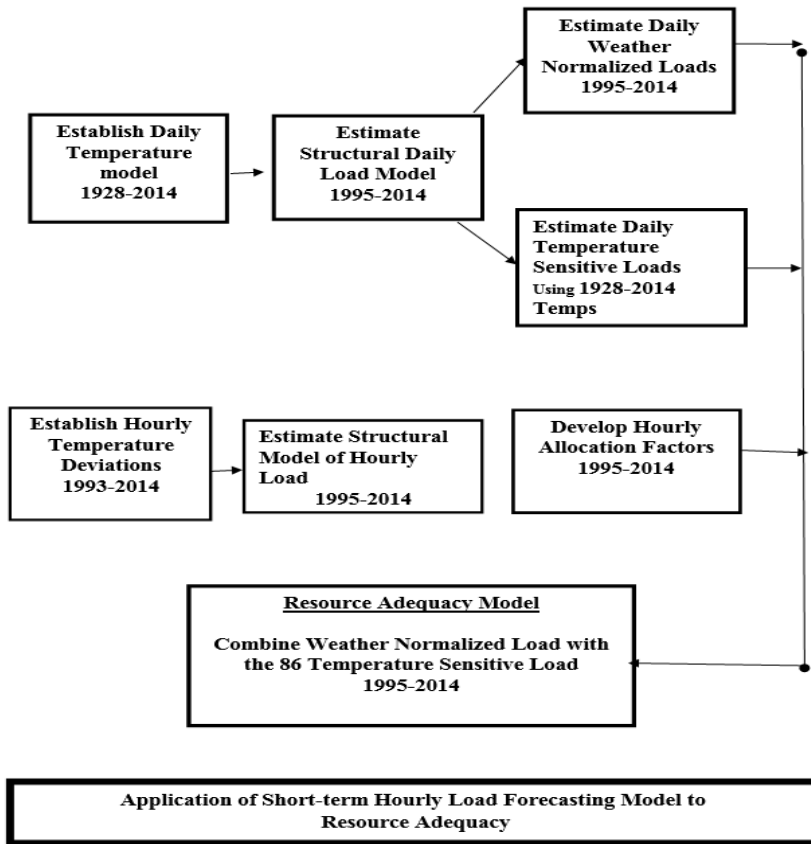 Establish Daily
Temperature
model
1928-2014
Estimate
Structural Daily
Load Model
1995-2014
Estimate Daily
Weather
Normalized Loads
1995-2014
Estimate Daily
Temperature
Sensitive Loads
Using 1928-2014
Temps
Establish Hourly
Temperature
Deviations
1993-2014
Estimate Structural
Model of Hourly
Load
1995-2014
Develop Hourly
Allocation Factors
1995-2014
Resource Adequacy Model
Combine Weather Normalized Load with
the 86 Temperature Sensitive Load
1995-2014
Application of Short-term Hourly Load Forecasting Model to
Resource Adequacy